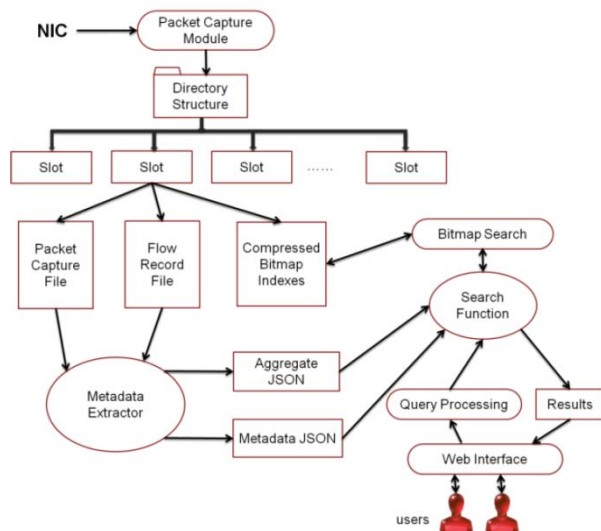 NIC
Packet Capture
Module
Directory
Structure
Slot
Slot
Slot
......
Slot
Packet
Capture
File
Flow
Record
File
Compressed
Bitmap
Indexes
Bitmap Search
Search
Function
Aggregate
JSON
Metadata
Extractor
Metadata JSON
Query Processing
Results
Web Interface
users